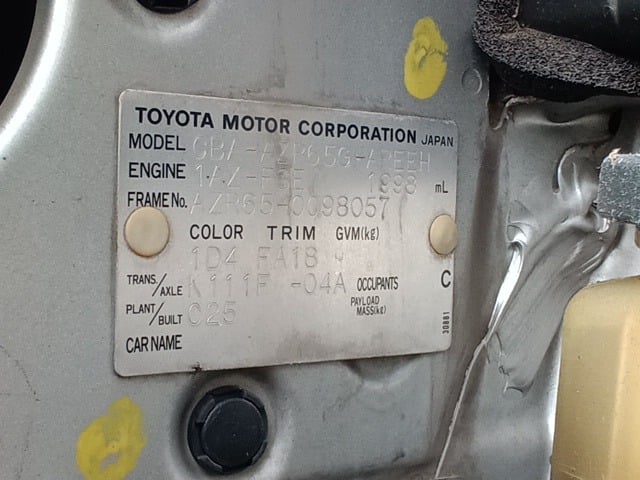 TOYOTA MOTOR CORPORATION JAPAN
MODEL CBA-AZR65G-APEEH
ENGINE 1AZ-FSE 1998 mL
FRAME No. AZR65-0098057
COLOR TRIM GVM(kg)
1D4 FA18
TRANS/AXLE K111F -04A OCCUPANTS C
PLANT/BUILT C25 PAYLOAD MASS(kg)
CAR NAME
30881